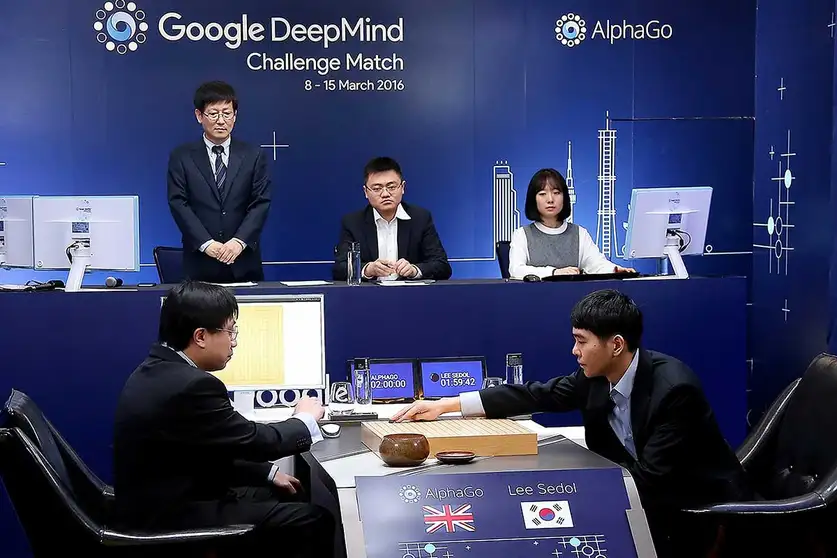 Google DeepMind
Challenge Match
8 - 15 March 2016
AlphaGo
ALPHAGO
02:00:00
LEE SEDOL
01:59:42
AlphaGo
Lee Sedol